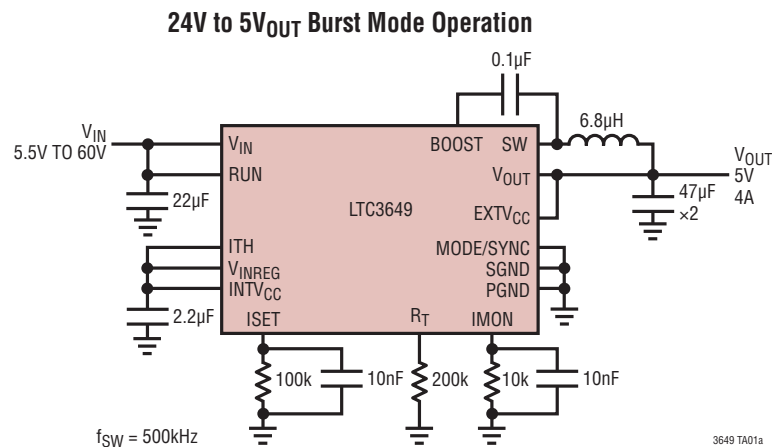 24V to 5VOUT Burst Mode Operation
0.1µF
6.8µH
VIN
5.5V TO 60V
VIN
BOOST
SW
RUN
VOUT
VOUT
5V
4A
22µF
LTC3649
EXTVCC
47µF
×2
ITH
MODE/SYNC
VINREG
SGND
INTVCC
PGND
2.2µF
ISET
RT
IMON
100k
10nF
200k
10k
10nF
fSW = 500kHz
3649 TA01a